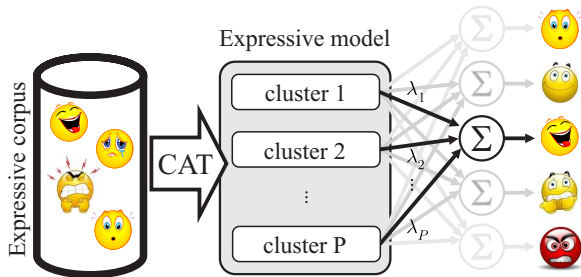 Expressive corpus
CAT
Expressive model
cluster 1
cluster 2
⋮
cluster P
λ1
λ2
⋮
λP
Σ
Σ
Σ
Σ
Σ